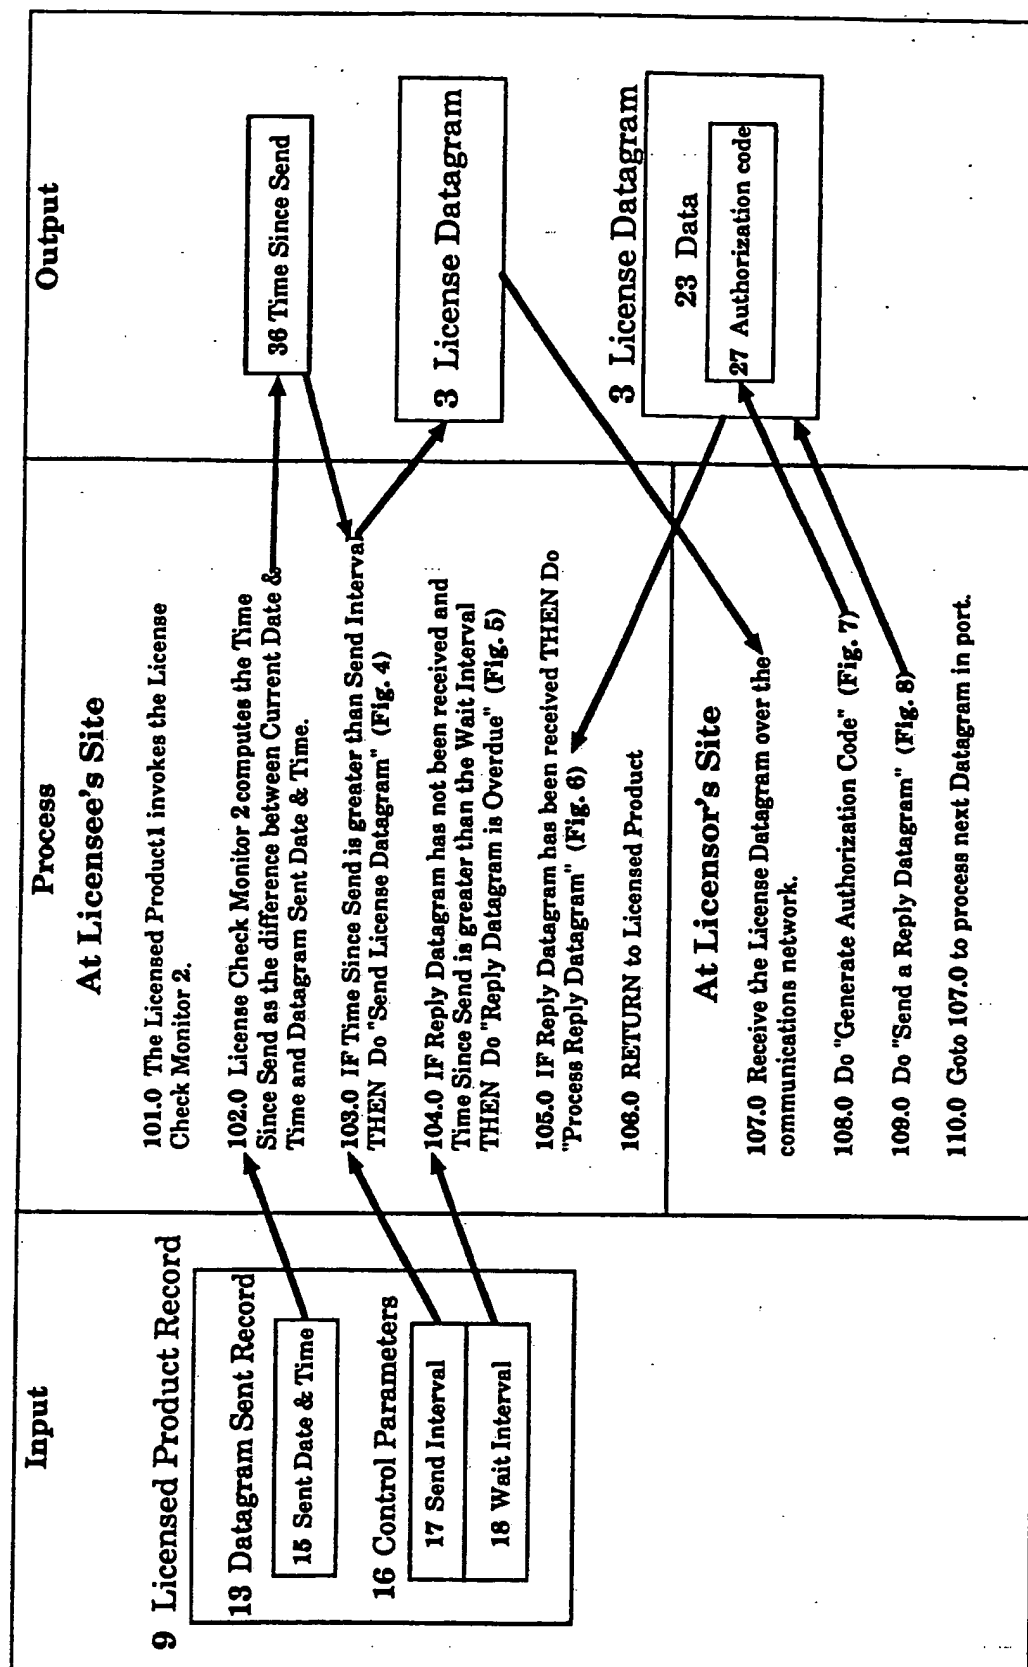 Input
Process
Output
9 Licensed Product Record
13 Datagram Sent Record
15 Sent Date & Time
16 Control Parameters
17 Send Interval
18 Wait Interval
At Licensee's Site
101.0 The Licensed Product1 invokes the License
Check Monitor 2.
102.0 License Check Monitor 2 computes the Time
Since Send as the difference between Current Date &
Time and Datagram Sent Date & Time.
103.0 IF Time Since Send is greater than Send Interval
THEN Do "Send License Datagram" (Fig. 4)
104.0 IF Reply Datagram has not been received and
Time Since Send is greater than the Wait Interval
THEN Do "Reply Datagram is Overdue" (Fig. 5)
105.0 IF Reply Datagram has been received THEN Do
"Process Reply Datagram" (Fig. 6)
106.0 RETURN to Licensed Product
At Licensor's Site
107.0 Receive the License Datagram over the
communications network.
108.0 Do "Generate Authorization Code" (Fig. 7)
109.0 Do "Send a Reply Datagram" (Fig. 8)
110.0 Goto 107.0 to process next Datagram in port.
36 Time Since Send
3 License Datagram
3 License Datagram
23 Data
27 Authorization code